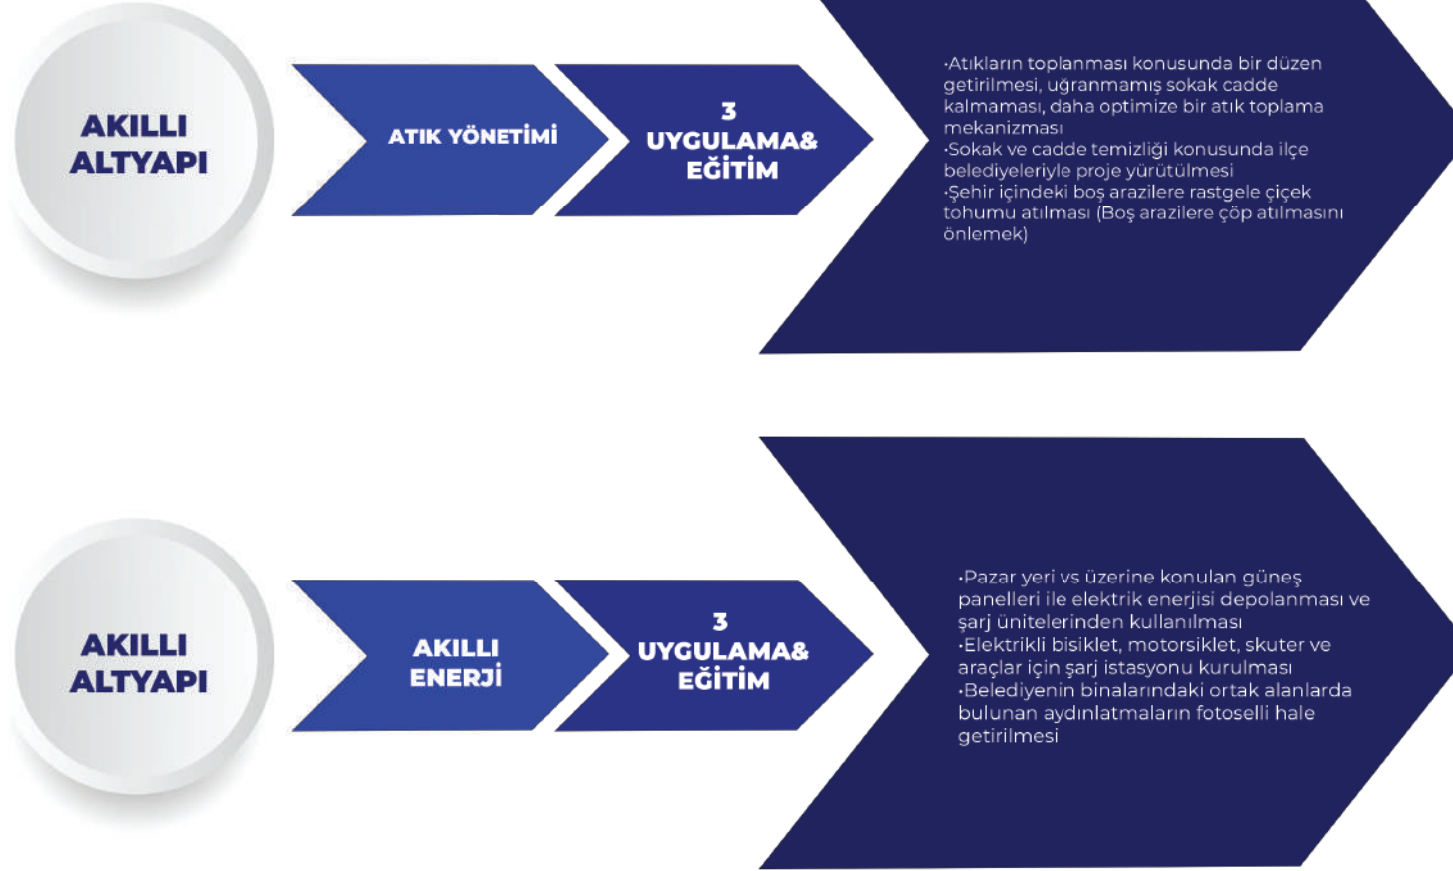 AKILLI
ALTYAPI
ATIK YÖNETİMİ
3
UYGULAMA&
EĞİTİM
•Atıkların toplanması konusunda bir düzen
getirilmesi, uğranmamış sokak cadde
kalmaması, daha optimize bir atık toplama
mekanizması
•Sokak ve cadde temizliği konusunda ilçe
belediyeleriyle proje yürütülmesi
•Şehir içindeki boş arazilere rastgele çiçek
tohumu atılması (Boş arazilere çöp atılmasını
önlemek)
AKILLI
ALTYAPI
AKILLI
ENERJİ
3
UYGULAMA&
EĞİTİM
•Pazar yeri vs üzerine konulan güneş
panelleri ile elektrik enerjisi depolanması ve
şarj ünitelerinden kullanılması
•Elektrikli bisiklet, motorsiklet, skuter ve
araçlar için şarj istasyonu kurulması
•Belediyenin binalarındaki ortak alanlarda
bulunan aydınlatmaların fotoselli hale
getirilmesi